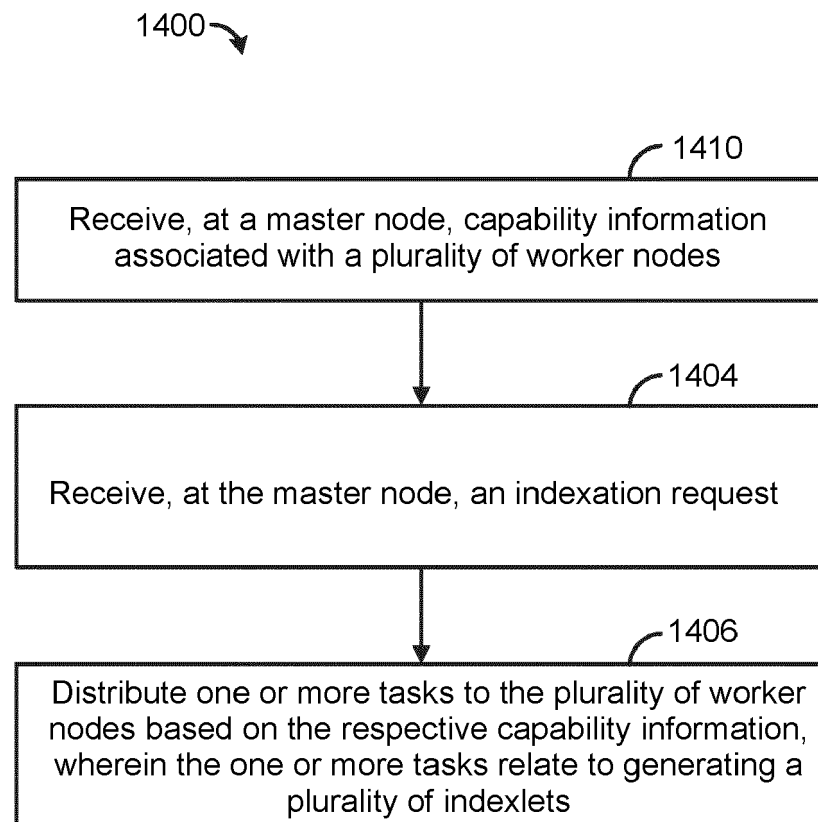 1400
1410
Receive, at a master node, capability information
associated with a plurality of worker nodes
1404
Receive, at the master node, an indexation request
1406
Distribute one or more tasks to the plurality of worker
nodes based on the respective capability information,
wherein the one or more tasks relate to generating a
plurality of indexlets